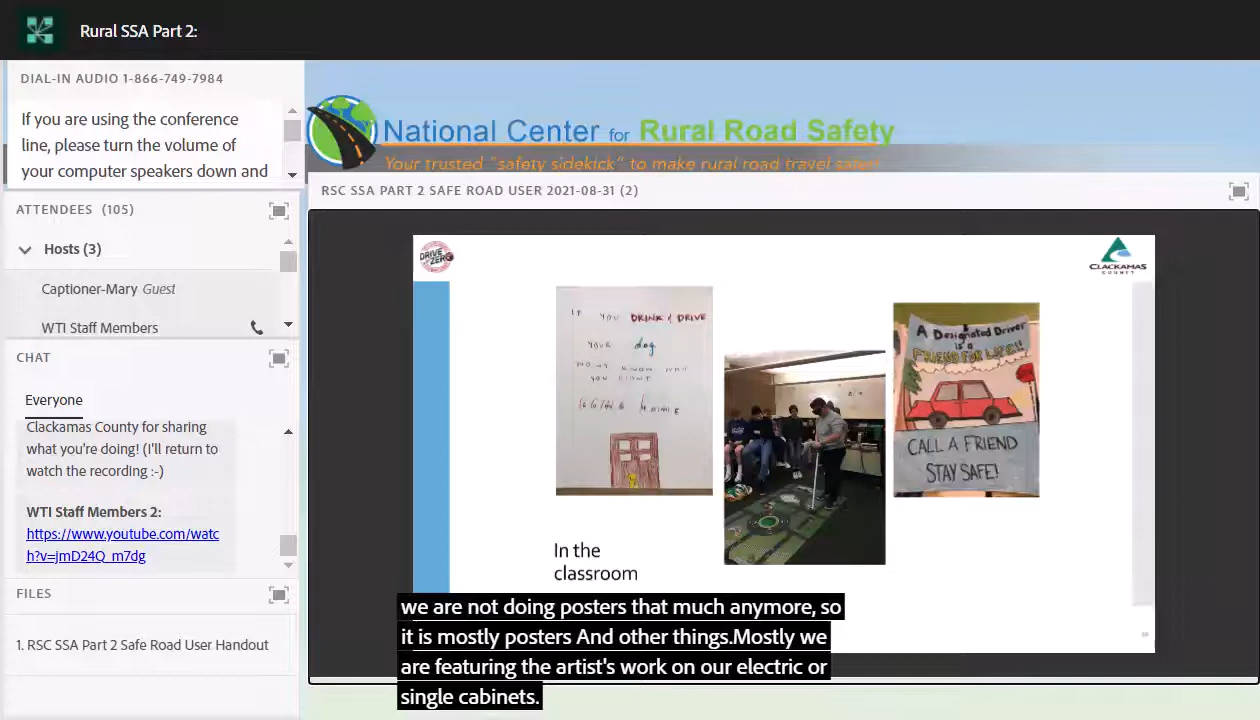 Rural SSA Part 2:
DIAL-IN AUDIO 1-866-749-7984
If you are using the conference
line, please turn the volume of
your computer speakers down and
ATTENDEES (105)
Hosts (3)
Captioner-Mary Guest
WTI Staff Members
CHAT
Everyone
Clackamas County for sharing
what you're doing! (I'll return to
watch the recording :-)
WTI Staff Members 2:
https://www.youtube.com/watc
h?v=jmD24Q_m7dg
FILES
1. RSC SSA Part 2 Safe Road User Handout
National Center for Rural Road Safety
Your trusted "safety sidekick" to make rural road travel safer!
RSC SSA PART 2 SAFE ROAD USER 2021-08-31 (2)
DRIVE
TO ZERO
CLACKAMAS
COUNTY
IF YOU DRINK & DRIVE
YOUR dog
KNOW WHY
YOU DIDNT
HOME
A Designated Driver
is a
FRIEND FOR LIFE!!
CALL A FRIEND
STAY SAFE!
In the
classroom
we are not doing posters that much anymore, so
it is mostly posters And other things.Mostly we
are featuring the artist's work on our electric or
single cabinets.